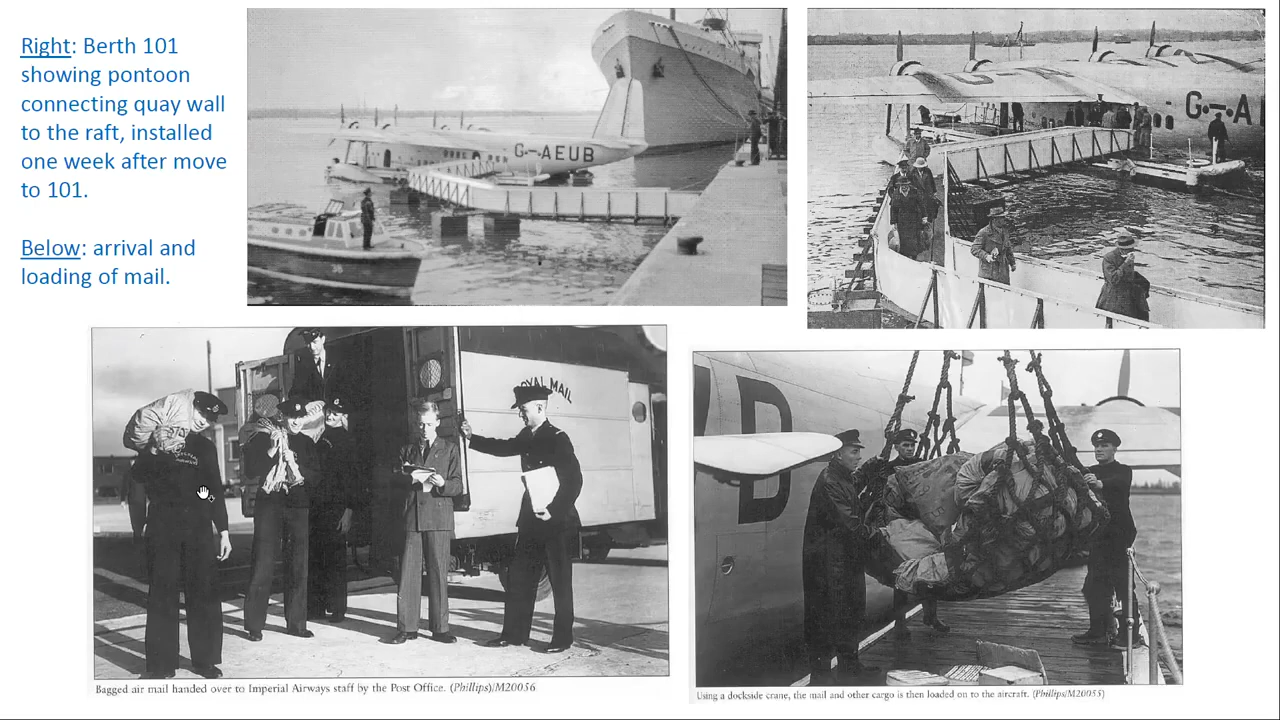 Right: Berth 101
showing pontoon
connecting quay wall
to the raft, installed
one week after move
to 101.
Below: arrival and
loading of mail.
G-AEUB
G-A
36
ROYAL MAIL
D
Bagged air mail handed over to Imperial Airways staff by the Post Office. (Phillips)/M20056
Using a dockside crane, the mail and other cargo is then loaded on to the aircraft. (Phillips/M20055)